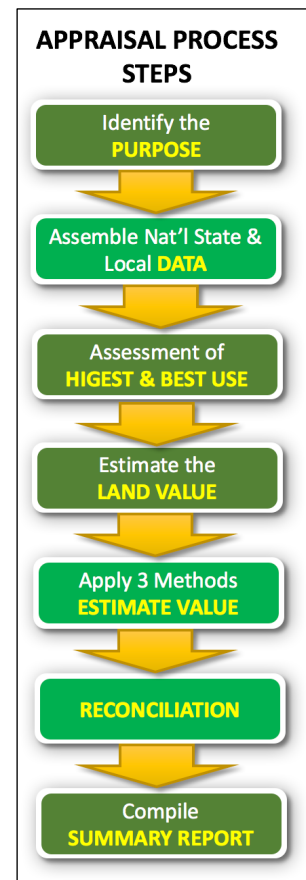 APPRAISAL PROCESS
STEPS
Identify the
PURPOSE
Assemble Nat'l State &
Local DATA
Assessment of
HIGEST & BEST USE
Estimate the
LAND VALUE
Apply 3 Methods
ESTIMATE VALUE
RECONCILIATION
Compile
SUMMARY REPORT